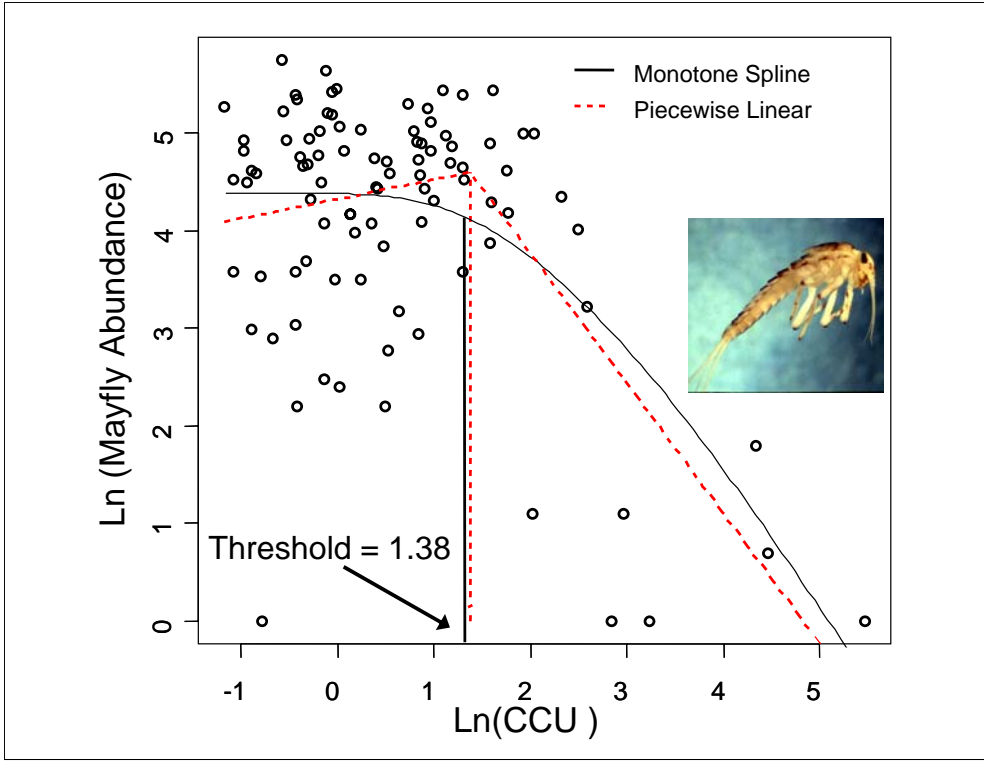 Monotone Spline
Piecewise Linear
Ln (Mayfly Abundance)
5
4
3
2
1
0
Threshold = 1.38
-1 0 1 2 3 4 5
Ln(CCU )